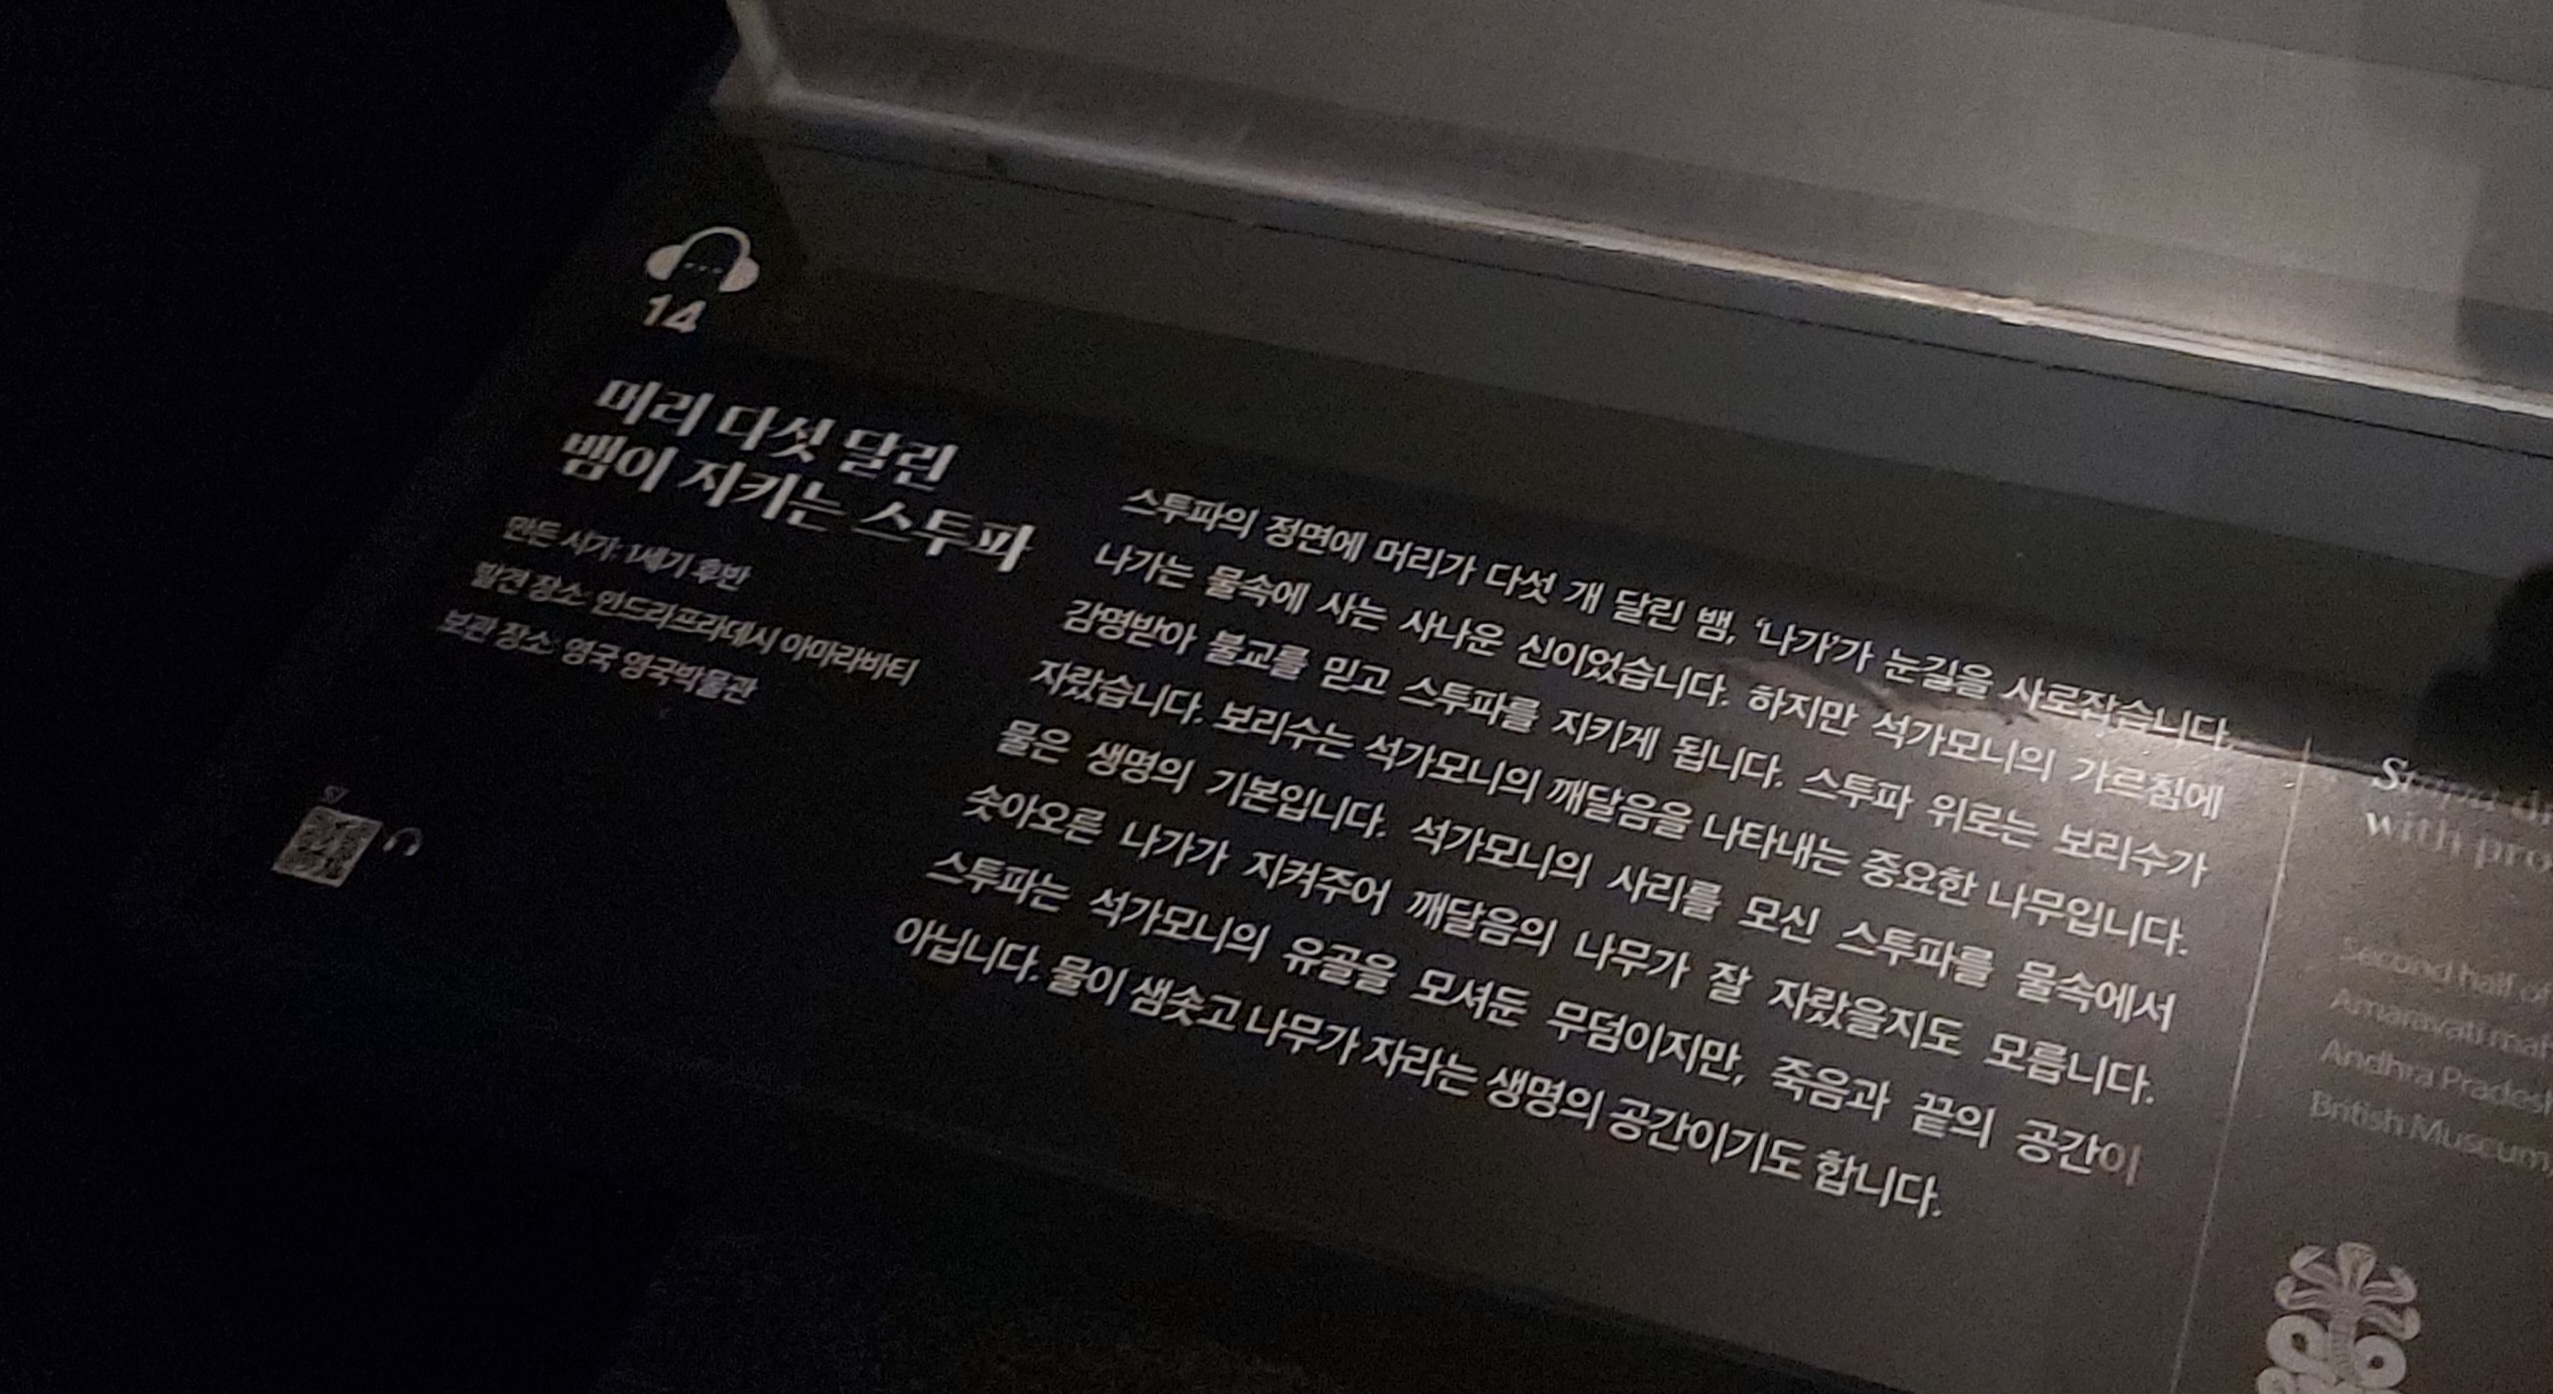 14
머리 다섯 달린
뱀이 지키는 스투파
만든 시기: 1세기 후반
발견 장소: 안드라프라데시 아마라바티
보관 장소: 영국 영국박물관
스투파의 정면에 머리가 다섯 개 달린 뱀, ‘나가’가 눈길을 사로잡습니다.
나가는 물속에 사는 사나운 신이었습니다. 하지만 석가모니의 가르침에
감명받아 불교를 믿고 스투파를 지키게 됩니다. 스투파 위로는 보리수가
자랐습니다. 보리수는 석가모니의 깨달음을 나타내는 중요한 나무입니다.
물은 생명의 기본입니다. 석가모니의 사리를 모신 스투파를 물속에서
솟아오른 나가가 지켜주어 깨달음의 나무가 잘 자랐을지도 모릅니다.
스투파는 석가모니의 유골을 모셔둔 무덤이지만, 죽음과 끝의 공간이
아닙니다. 물이 샘솟고 나무가 자라는 생명의 공간이기도 합니다.
with
Second half of
Andhra
British Museum,